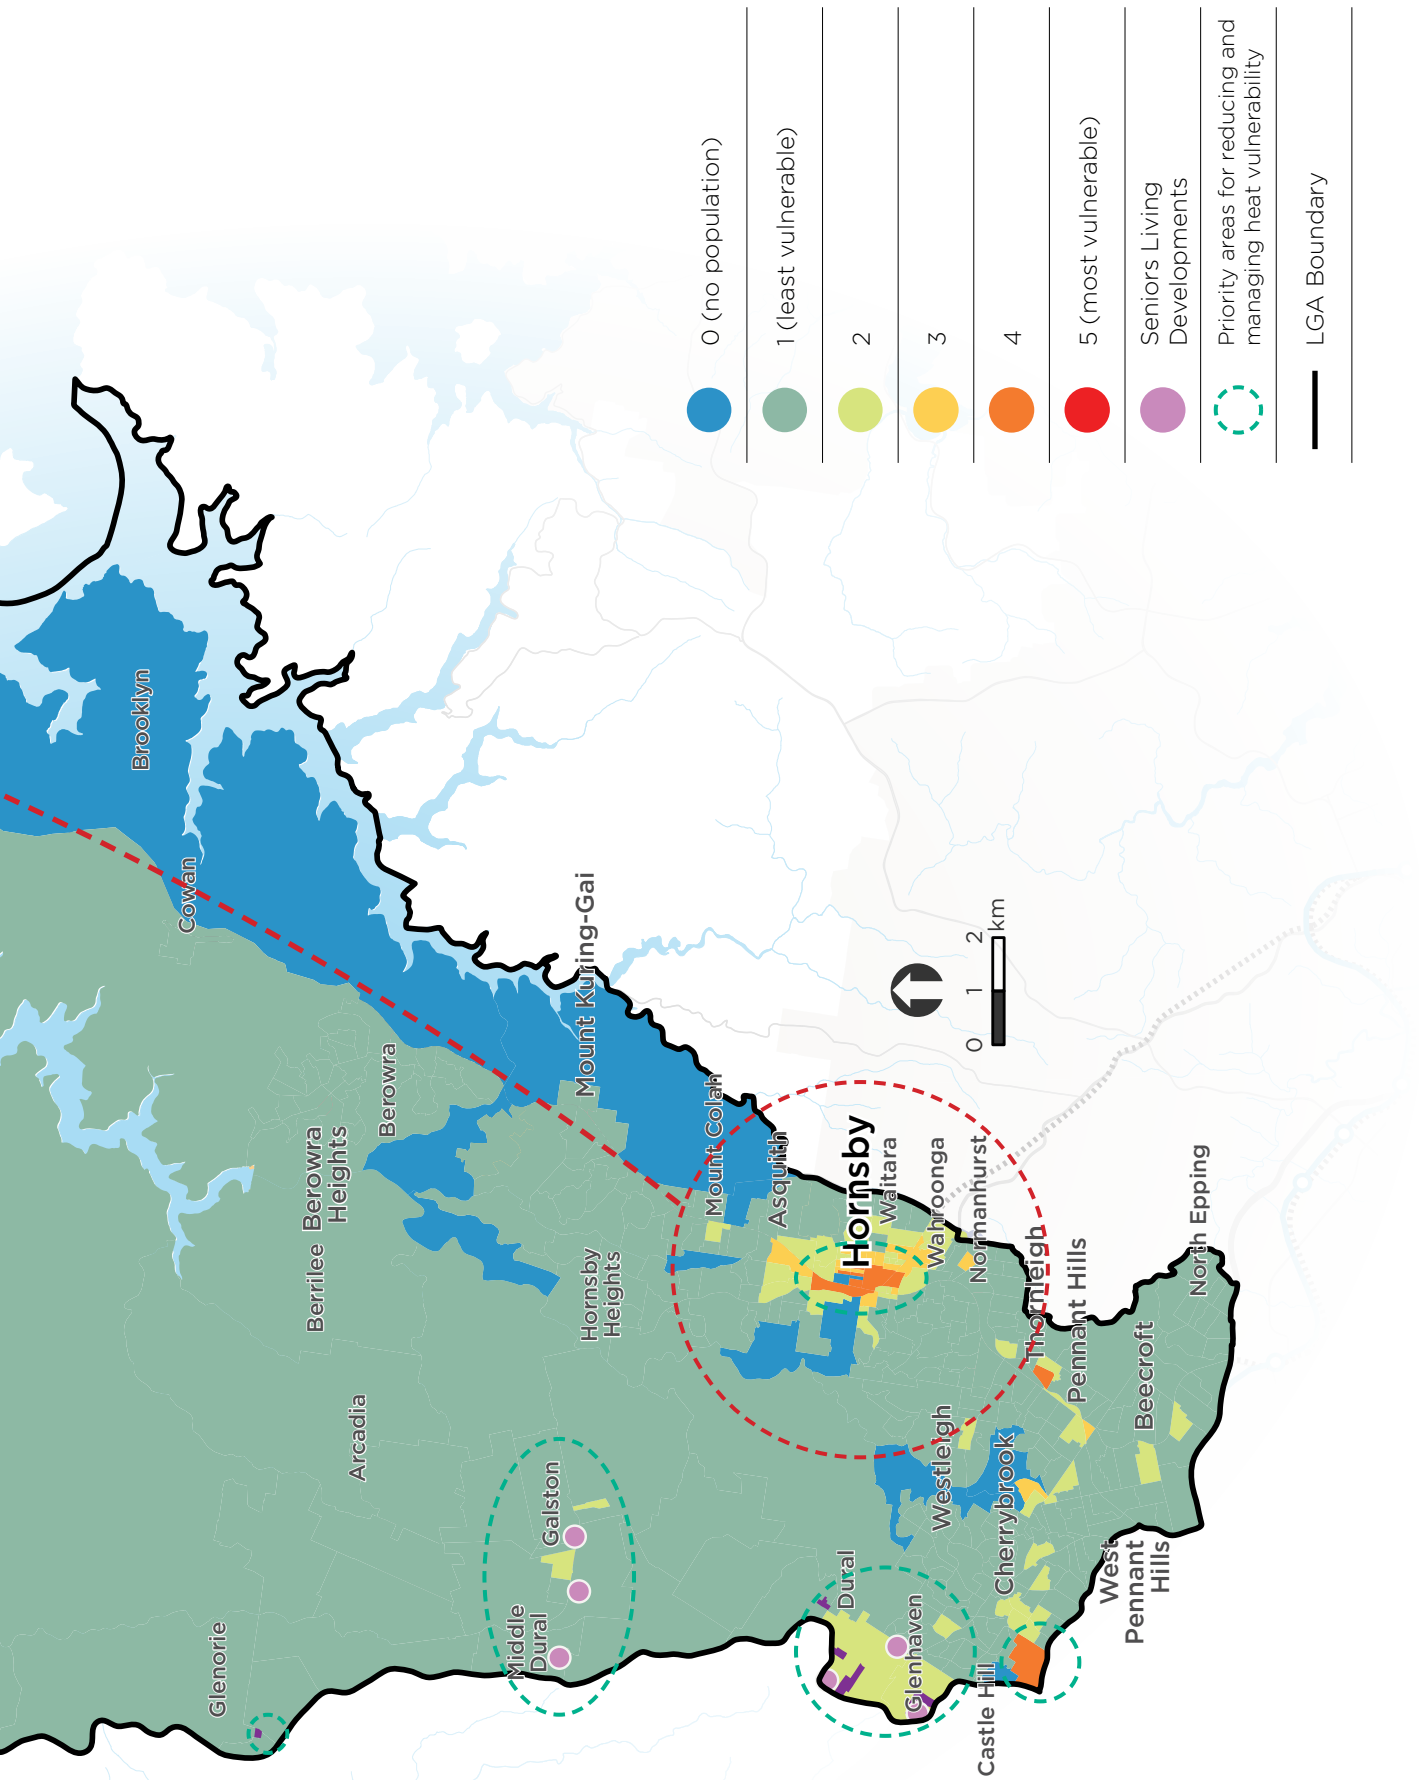 Brooklyn
Cowan
Berowra
Berowra
Heights
Berrilee
Arcadia
Glenorie
Mount Kuring-Gai
Hornsby
Heights
Galston
Middle
Dural
Mount Colah
Asquith
Hornsby
Waitara
Wahroonga
Normanhurst
Thornleigh
Pennant Hills
Westleigh
Cherrybrook
Dural
Glenhaven
Castle Hill
West
Pennant
Hills
Beecroft
North Epping
0 1 2
km
0 (no population)
1 (least vulnerable)
2
3
4
5 (most vulnerable)
Seniors Living
Developments
Priority areas for reducing and
managing heat vulnerability
LGA Boundary